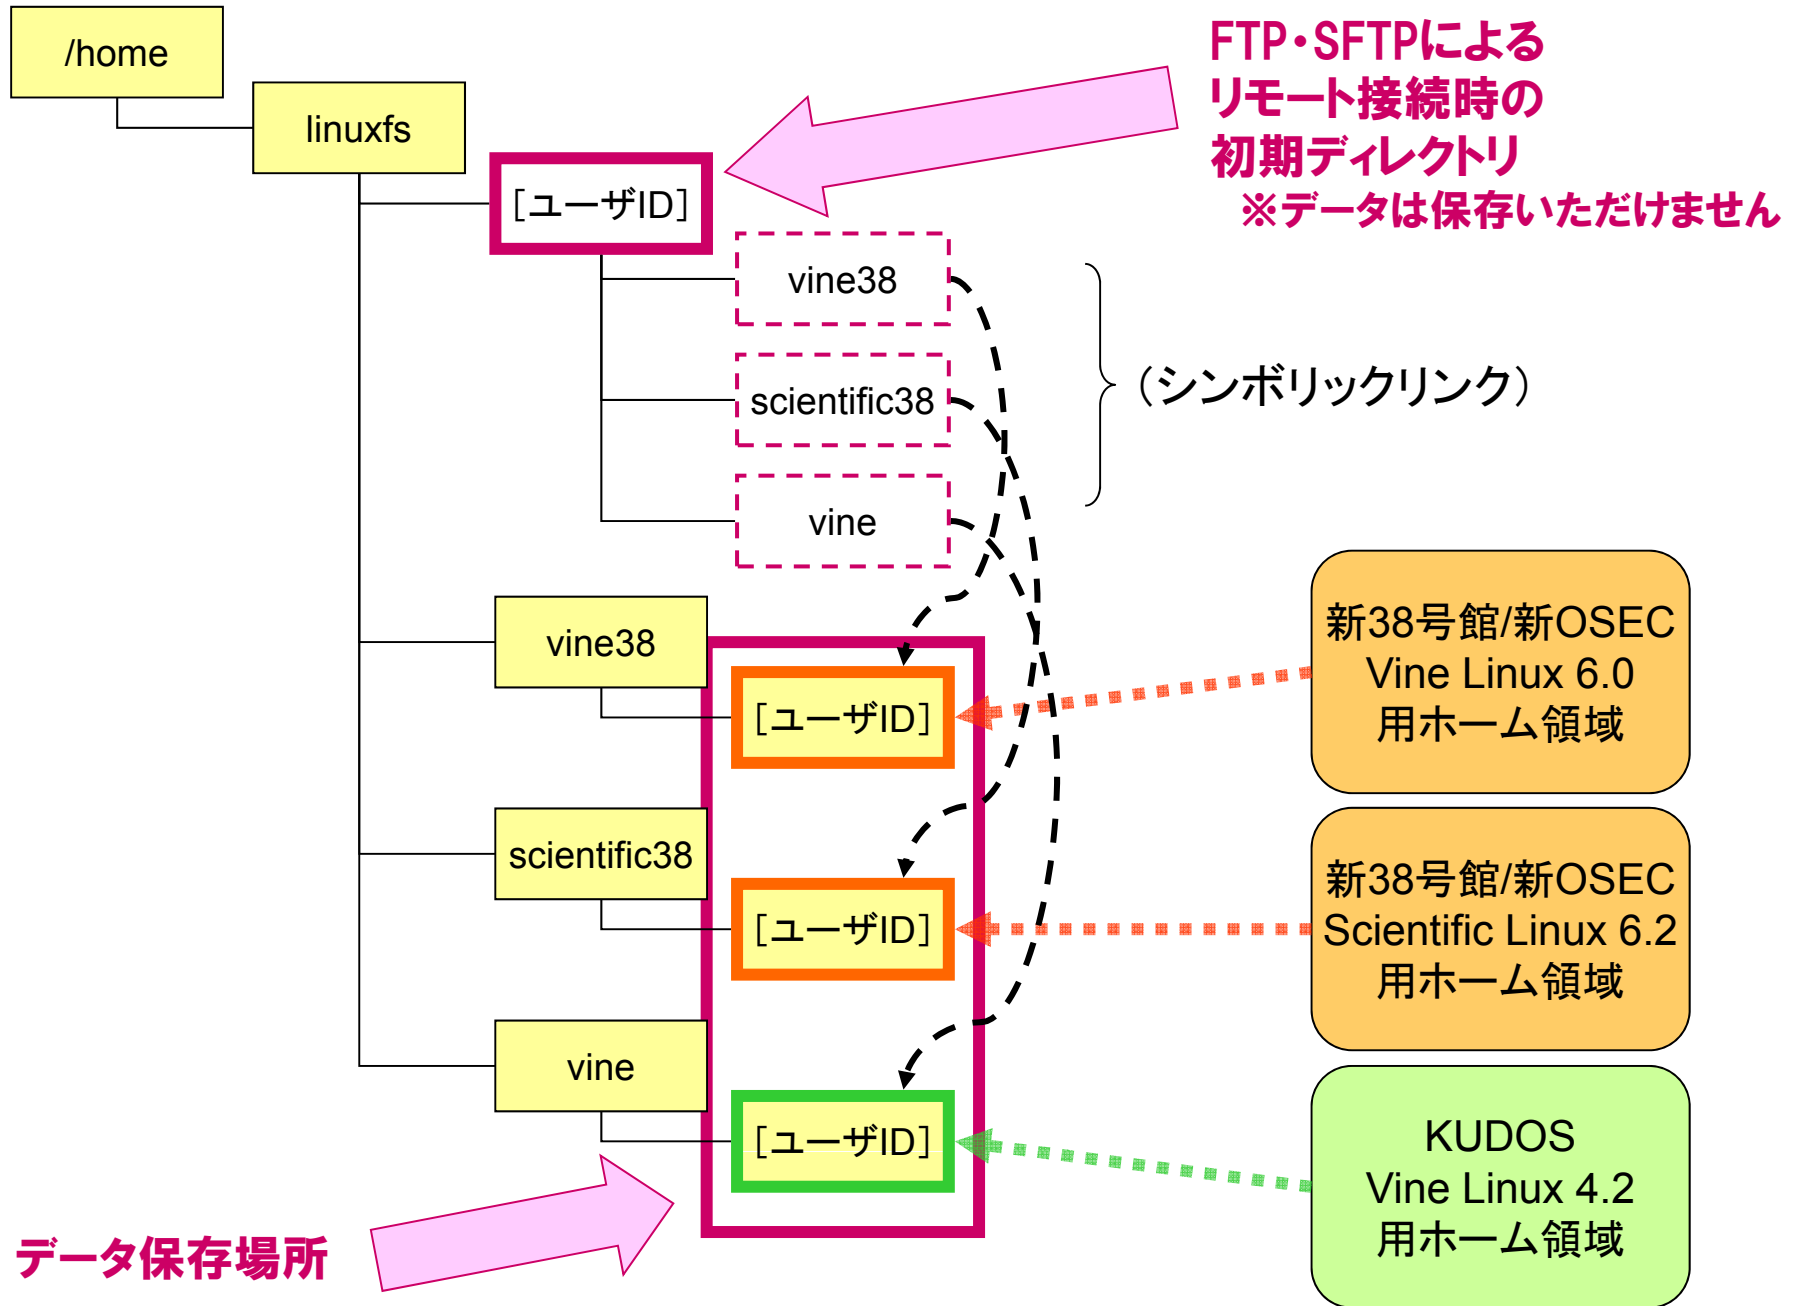 /home
linuxfs
［ユーザID］
FTP・SFTPによる
リモート接続時の
初期ディレクトリ
※データは保存いただけません
vine38
scientific38
vine
（シンボリックリンク）
vine38
［ユーザID］
新38号館/新OSEC
Vine Linux 6.0
用ホーム領域
scientific38
［ユーザID］
新38号館/新OSEC
Scientific Linux 6.2
用ホーム領域
vine
［ユーザID］
KUDOS
Vine Linux 4.2
用ホーム領域
データ保存場所